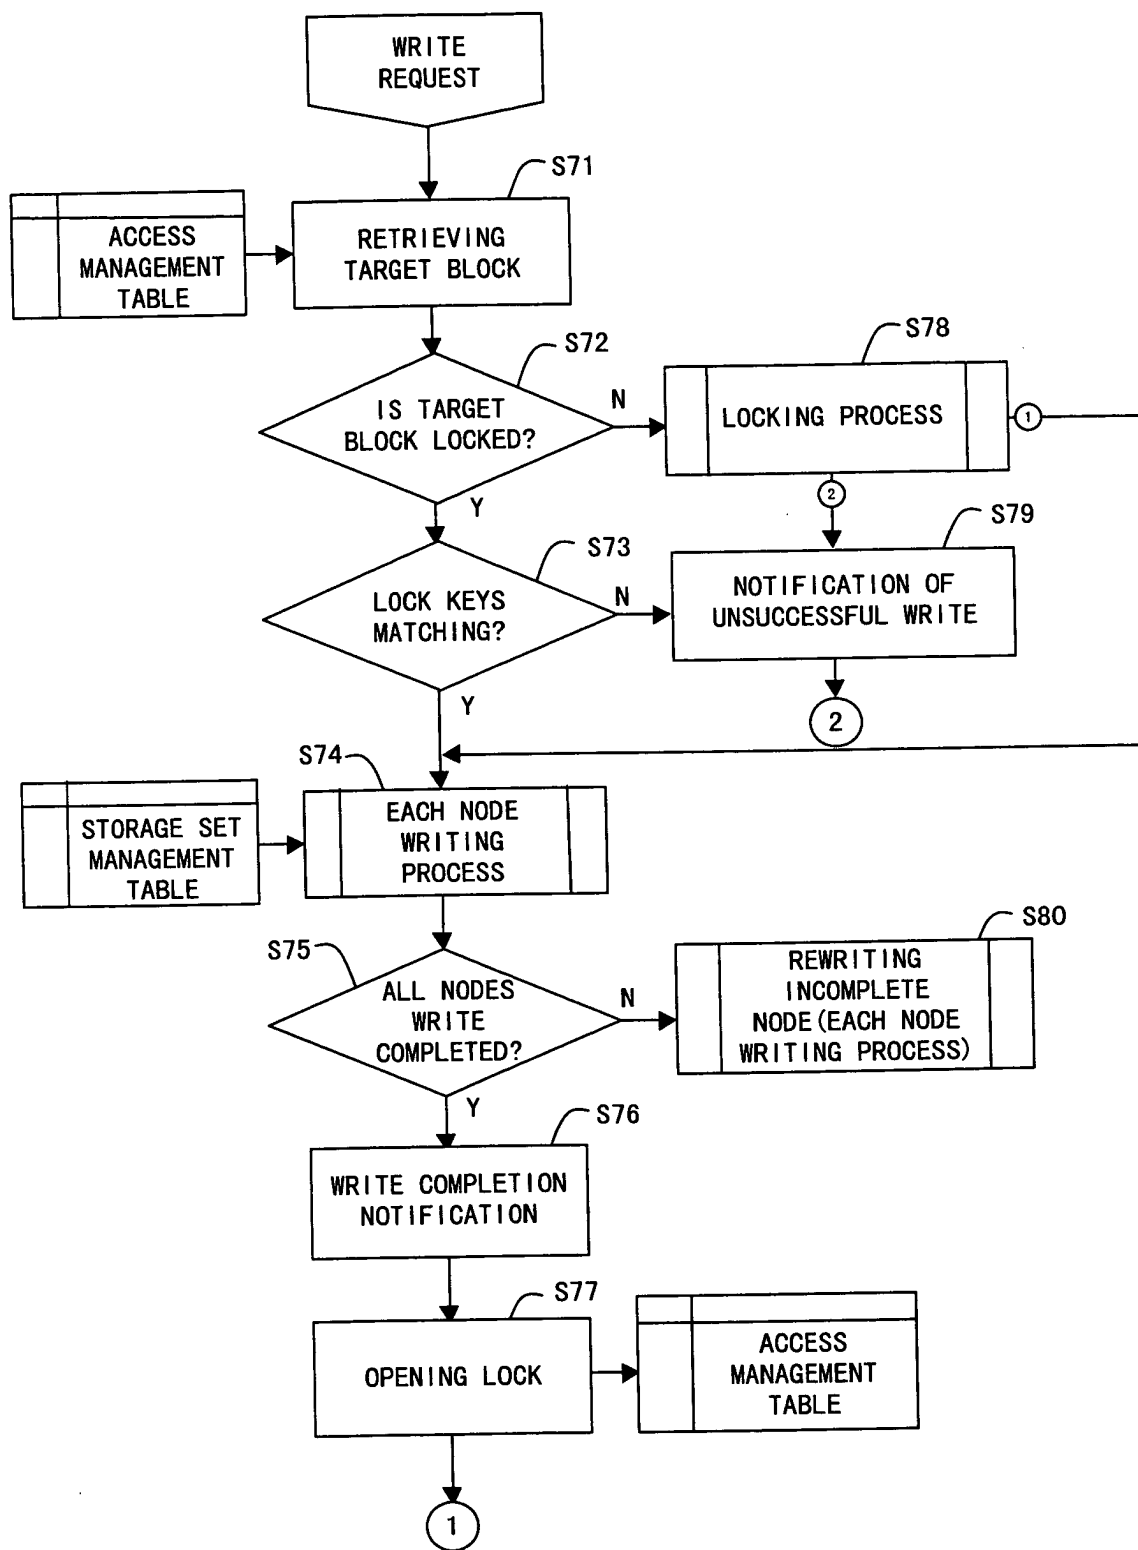 WRITE
REQUEST
S71
ACCESS
MANAGEMENT
TABLE
RETRIEVING
TARGET BLOCK
S72
S78
IS TARGET
BLOCK LOCKED?
N
LOCKING PROCESS
1
Y
2
S79
S73
LOCK KEYS
MATCHING?
N
NOTIFICATION OF
UNSUCCESSFUL WRITE
Y
2
S74
STORAGE SET
MANAGEMENT
TABLE
EACH NODE
WRITING
PROCESS
S75
S80
ALL NODES
WRITE
COMPLETED?
N
REWRITING
INCOMPLETE
NODE(EACH NODE
WRITING PROCESS)
Y
S76
WRITE COMPLETION
NOTIFICATION
S77
OPENING LOCK
ACCESS
MANAGEMENT
TABLE
1